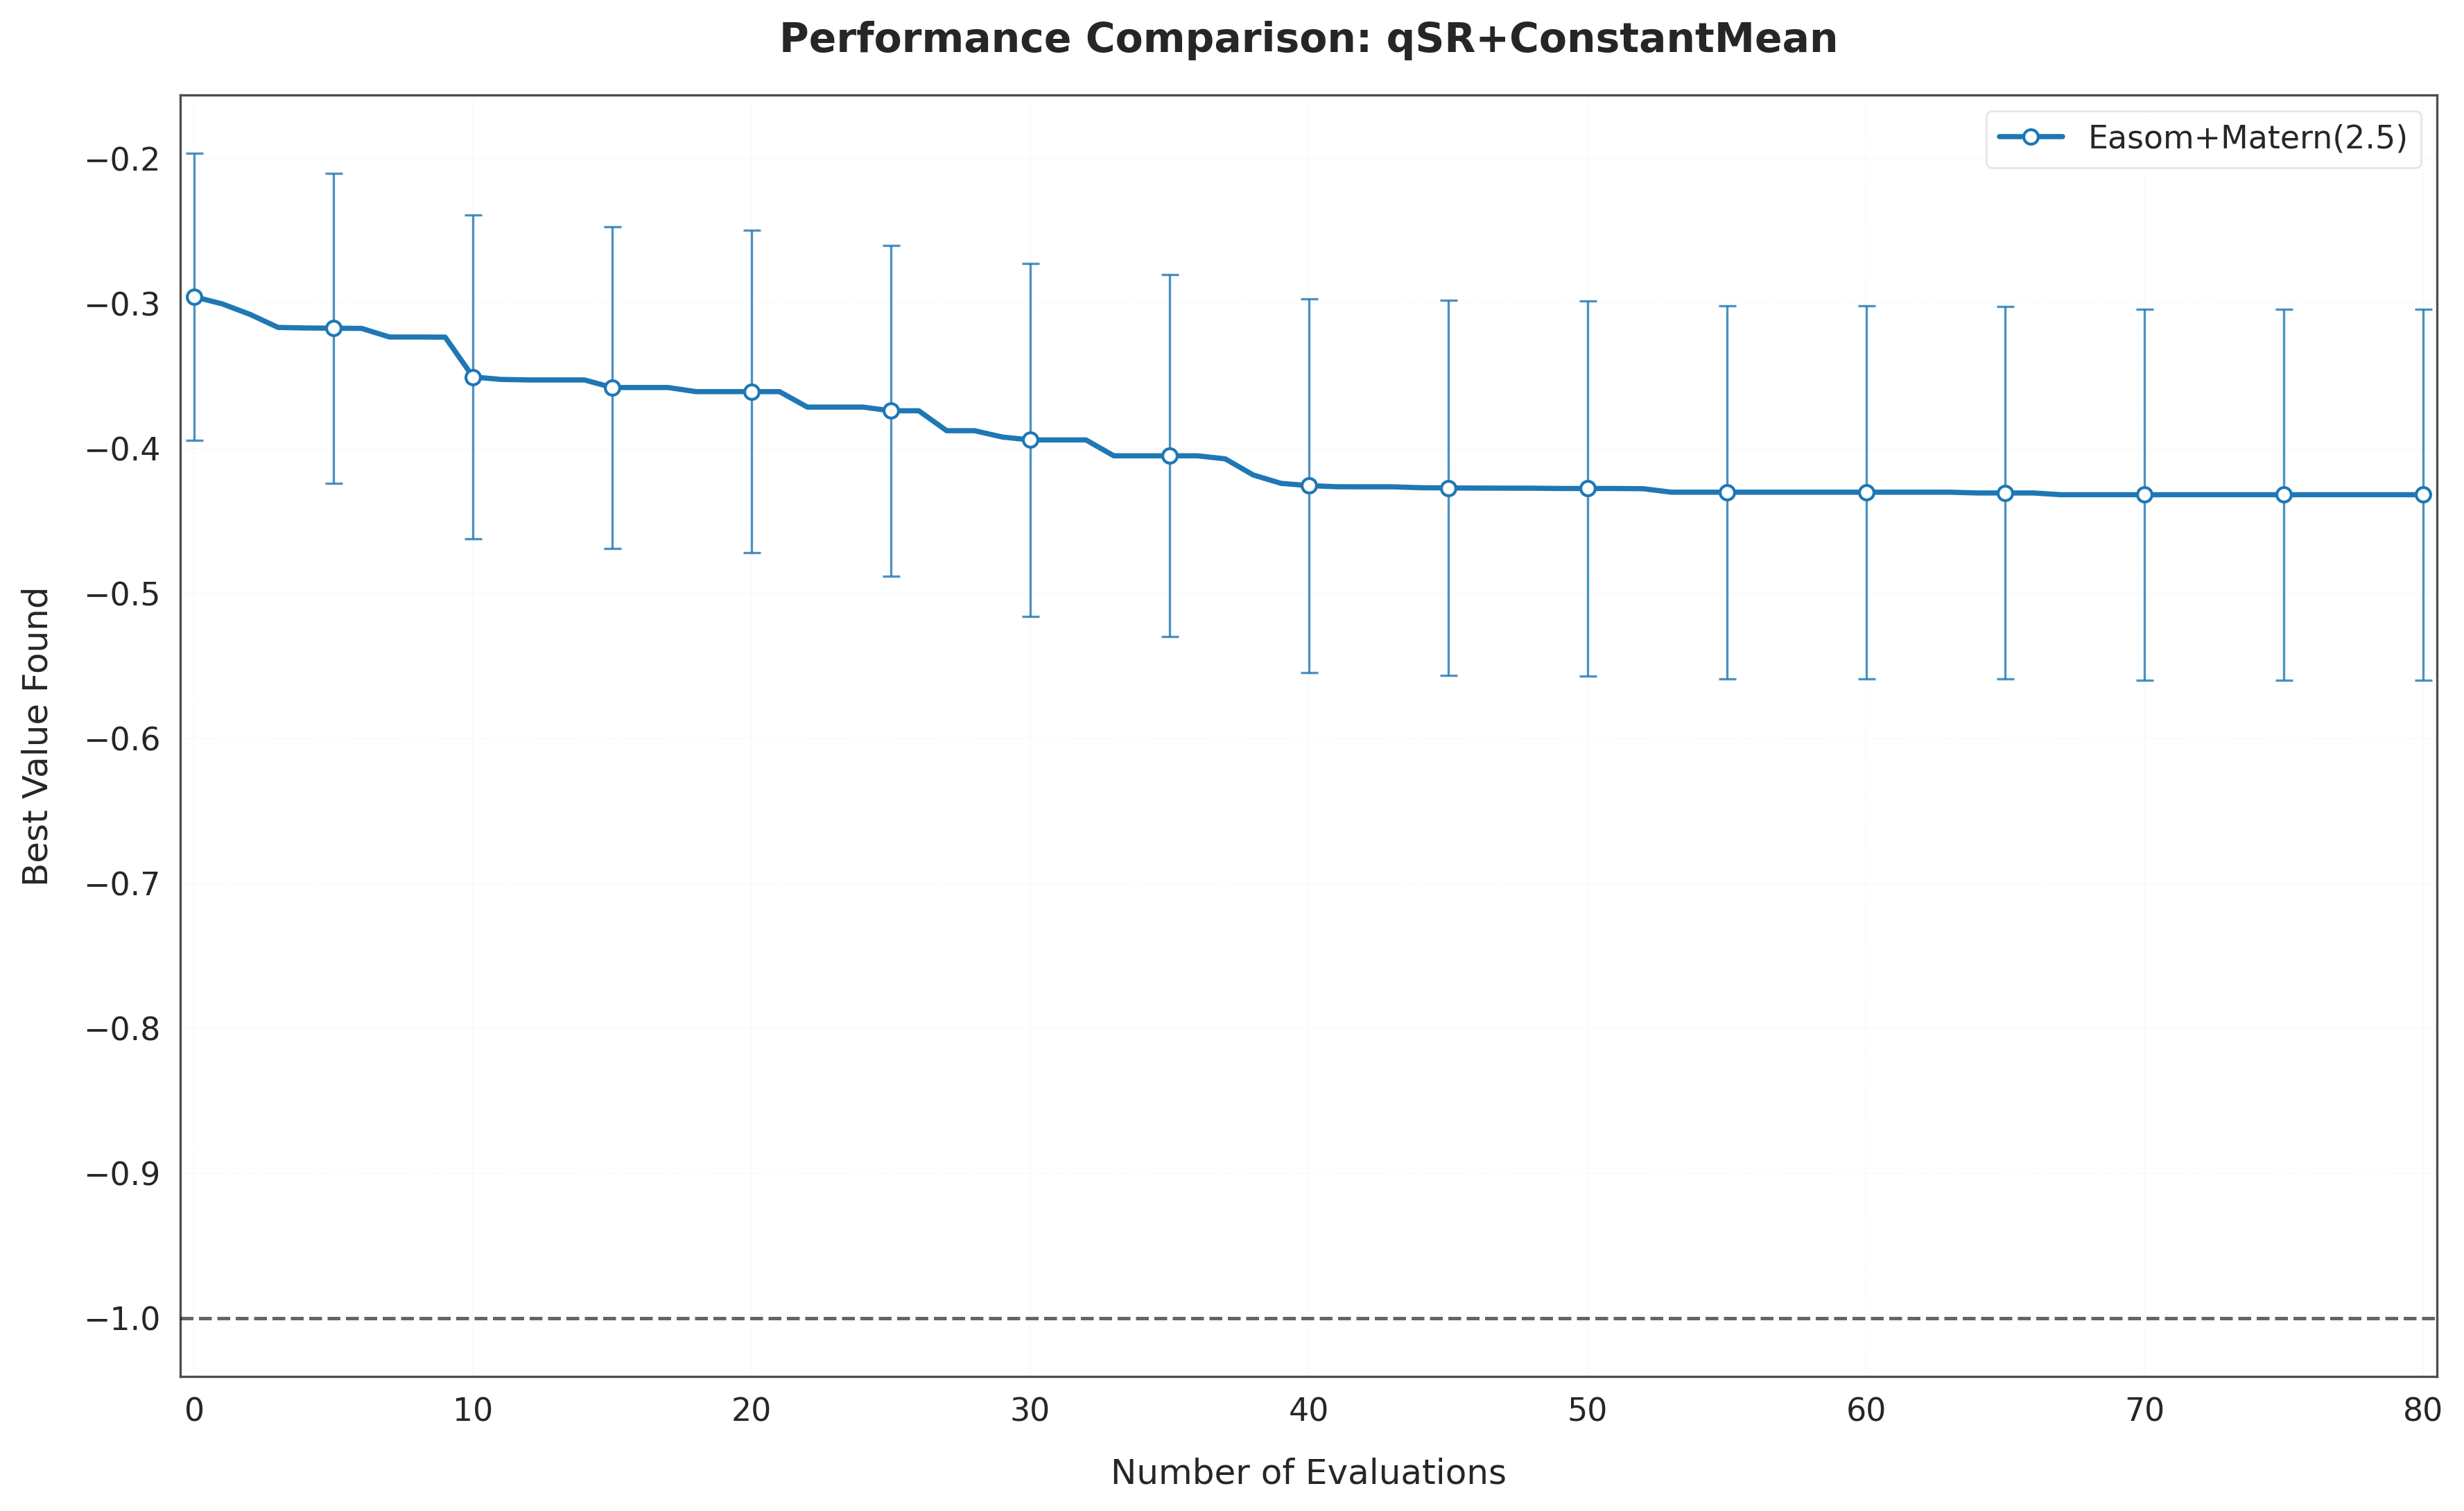 Performance Comparison: qSR+ConstantMean
Easom+Matern(2.5)
Best Value Found
−0.2
−0.3
−0.4
−0.5
−0.6
−0.7
−0.8
−0.9
−1.0
0 10 20 30 40 50 60 70 80
Number of Evaluations